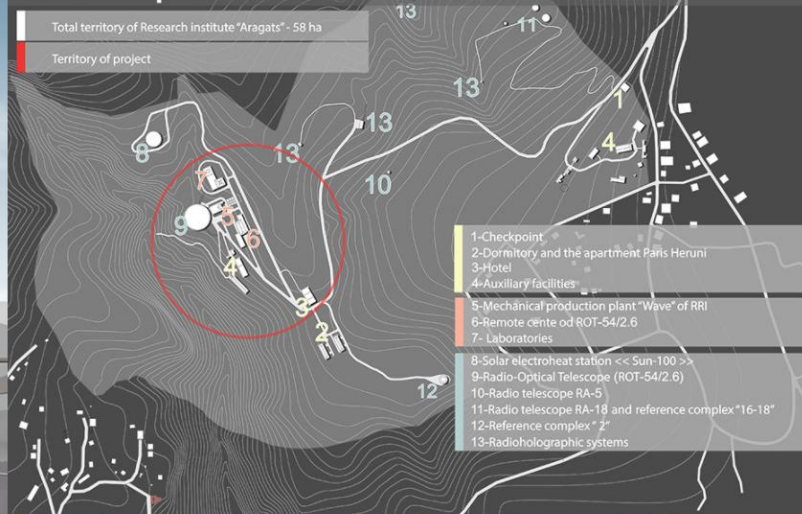 Total territory of Research institute "Aragats" - 58 ha
Territory of project
13
11
13
1
13
4
8
13
10
7
5
9
6
4
3
2
12
1-Checkpoint
2-Dormitory and the apartment Paris Heruni
3-Hotel
4-Auxiliary facilities
5-Mechanical production plant "Wave" of RRI
6-Remote cente od ROT-54/2.6
7- Laboratories
8-Solar electroheat station << Sun-100 >>
9-Radio-Optical Telescope (ROT-54/2.6)
10-Radio telescope RA-5
11-Radio telescope RA-18 and reference complex "16-18"
12-Reference complex " 2"
13-Radioholographic systems